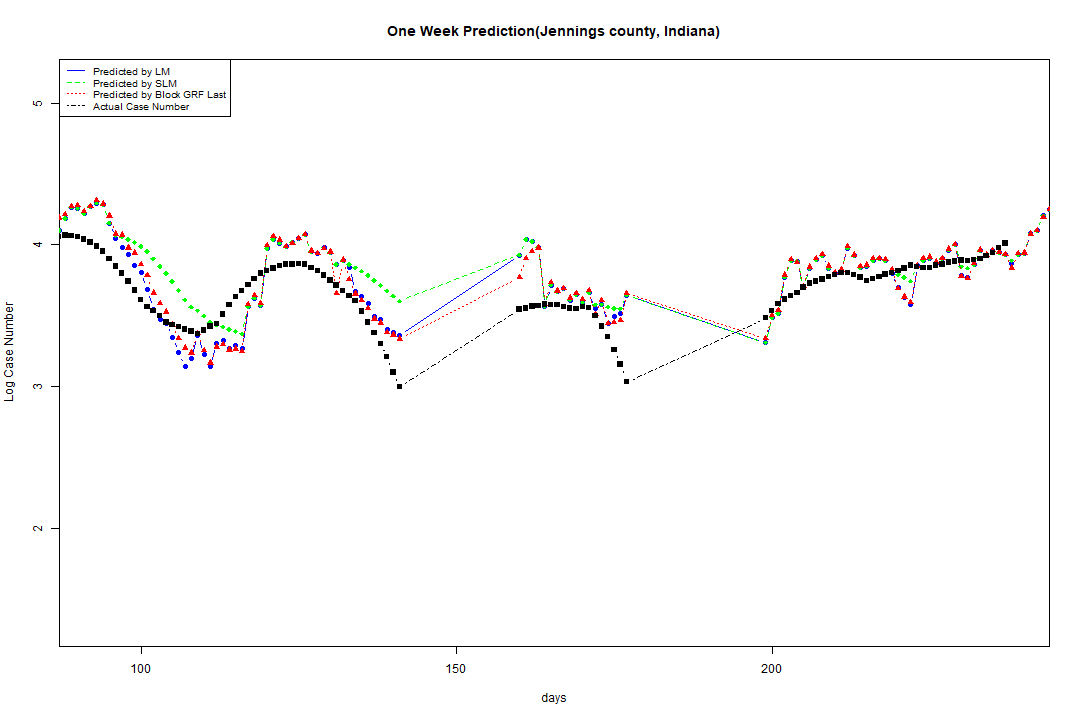 One Week Prediction(Jennings county, Indiana)
Predicted by LM
Predicted by SLM
Predicted by Block GRF Last
Actual Case Number
5
4
3
2
Log Case Number
100 150 200
days